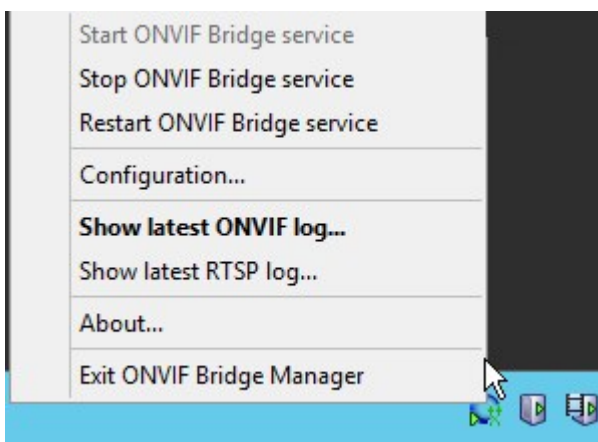 Start ONVIF Bridge service
Stop ONVIF Bridge service
Restart ONVIF Bridge service
Configuration...
Show latest ONVIF log...
Show latest RTSP log...
About...
Exit ONVIF Bridge Manager